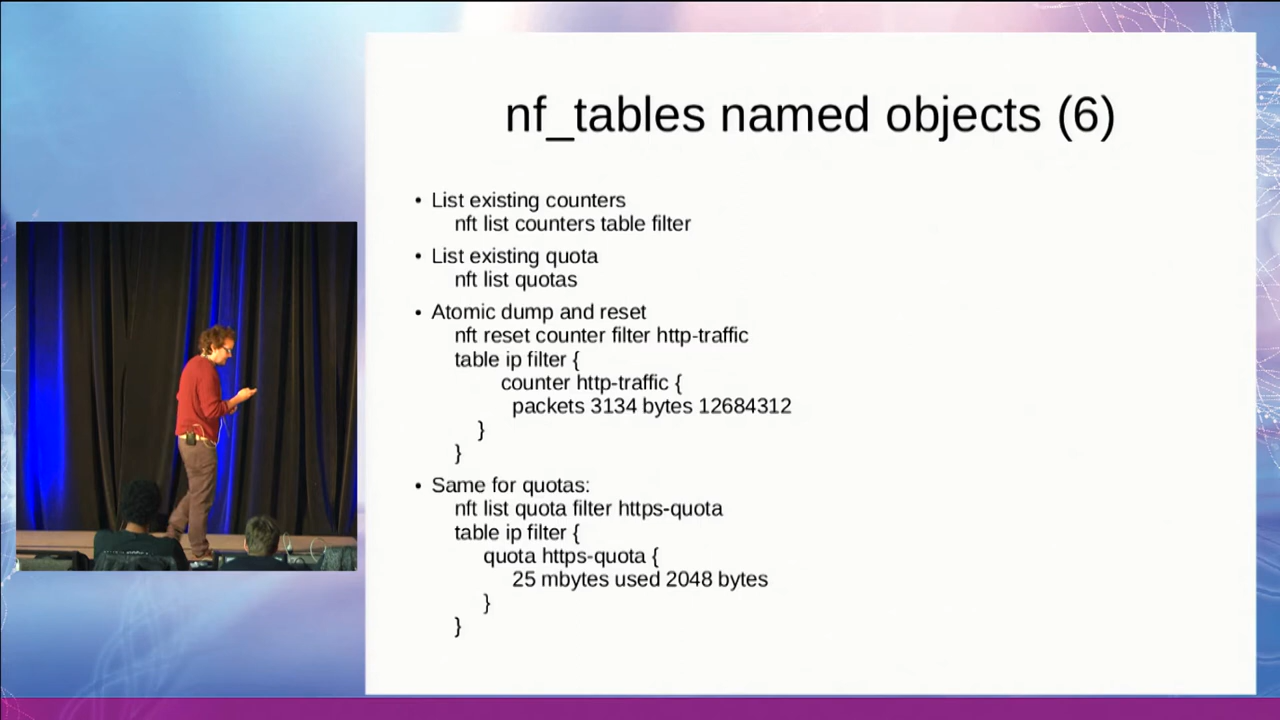 nf_tables named objects (6)
• List existing counters
nft list counters table filter
• List existing quota
nft list quotas
• Atomic dump and reset
nft reset counter filter http-traffic
table ip filter {
counter http-traffic {
packets 3134 bytes 12684312
}
}
• Same for quotas:
nft list quota filter https-quota
table ip filter {
quota https-quota {
25 mbytes used 2048 bytes
}
}